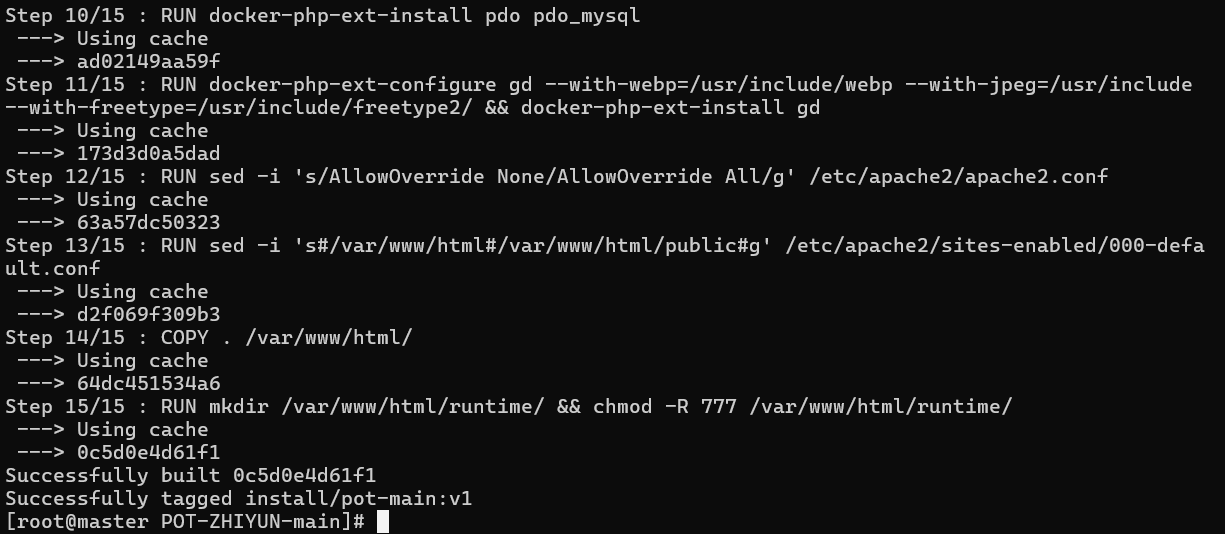 Step 10/15 : RUN docker-php-ext-install pdo pdo_mysql
 ---> Using cache
 ---> ad02149aa59f
Step 11/15 : RUN docker-php-ext-configure gd --with-webp=/usr/include/webp --with-jpeg=/usr/include
--with-freetype=/usr/include/freetype2/ && docker-php-ext-install gd
 ---> Using cache
 ---> 173d3d0a5dad
Step 12/15 : RUN sed -i 's/AllowOverride None/AllowOverride All/g' /etc/apache2/apache2.conf
 ---> Using cache
 ---> 63a57dc50323
Step 13/15 : RUN sed -i 's#/var/www/html#/var/www/html/public#g' /etc/apache2/sites-enabled/000-defa
ult.conf
 ---> Using cache
 ---> d2f069f309b3
Step 14/15 : COPY . /var/www/html/
 ---> Using cache
 ---> 64dc451534a6
Step 15/15 : RUN mkdir /var/www/html/runtime/ && chmod -R 777 /var/www/html/runtime/
 ---> Using cache
 ---> 0c5d0e4d61f1
Successfully built 0c5d0e4d61f1
Successfully tagged install/pot-main:v1
[root@master POT-ZHIYUN-main]#